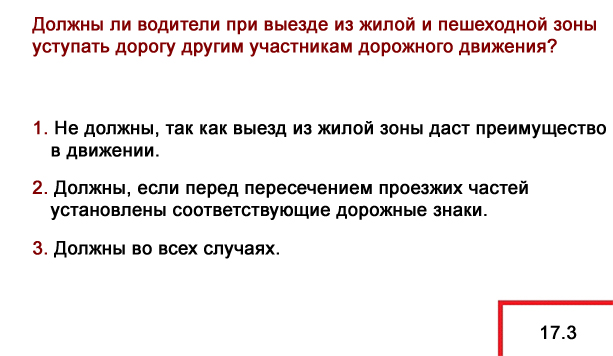 Должны ли водители при выезде из жилой и пешеходной зоны
уступать дорогу другим участникам дорожного движения?
1. Не должны, так как выезд из жилой зоны даст преимущество
в движении.
2. Должны, если перед пересечением проезжих частей
установлены соответствующие дорожные знаки.
3. Должны во всех случаях.
17.3